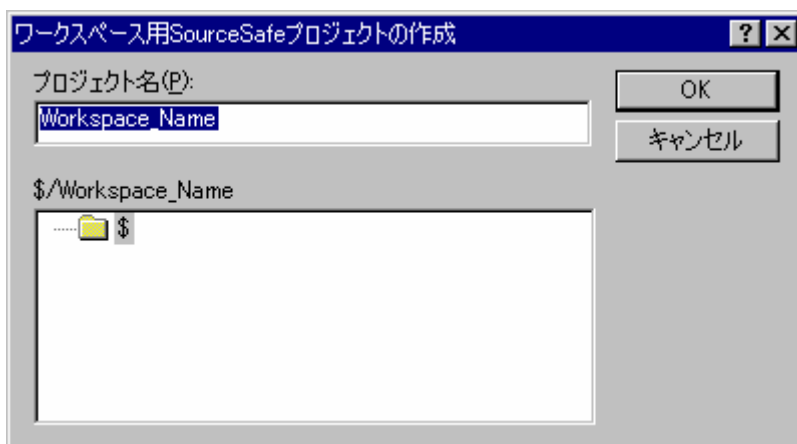 ワークスペース用SourceSafeプロジェクトの作成
プロジェクト名(P):
OK
Workspace_Name
キャンセル
$/Workspace_Name
$